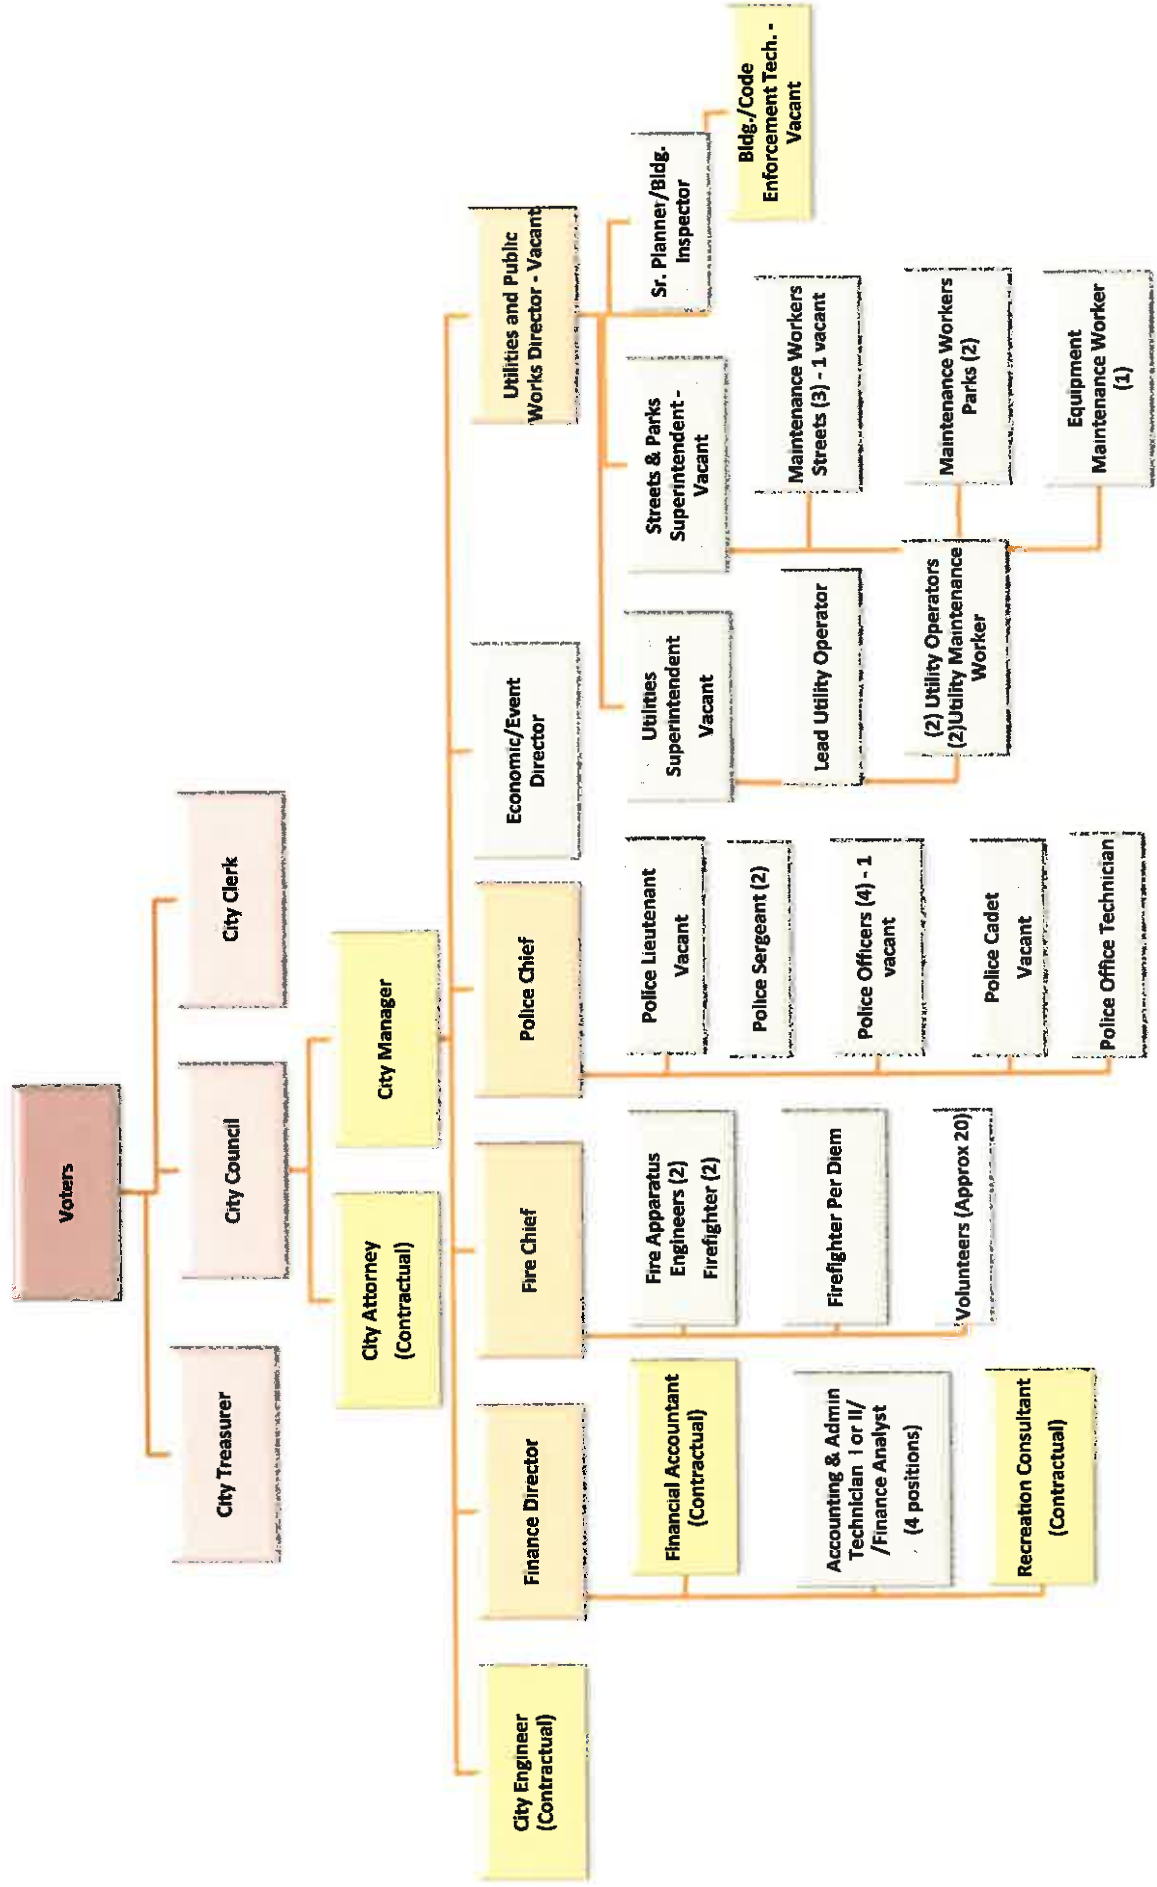 Voters
City Treasurer
City Council
City Clerk
City Attorney
(Contractual)
City Manager
City Engineer
(Contractual)
Finance Director
Fire Chief
Police Chief
Economic/Event
Director
Utilities and Public
Works Director - Vacant
Financial Accountant
(Contractual)
Accounting & Admin
Technician I or II/
/Finance Analyst
(4 positions)
Recreation Consultant
(Contractual)
Fire Apparatus
Engineers (2)
Firefighter (2)
Firefighter Per Diem
Volunteers (Approx 20)
Police Lieutenant
Vacant
Police Sergeant (2)
Police Officers (4) - 1
vacant
Police Cadet
Vacant
Police Office Technician
Utilities
Superintendent
Vacant
Lead Utility Operator
(2) Utility Operators
(2)Utility Maintenance
Worker
Streets & Parks
Superintendent -
Vacant
Maintenance Workers
Streets (3) - 1 vacant
Maintenance Workers
Parks (2)
Equipment
Maintenance Worker
(1)
Sr. Planner/Bldg.
Inspector
Bldg./Code
Enforcement Tech. -
Vacant